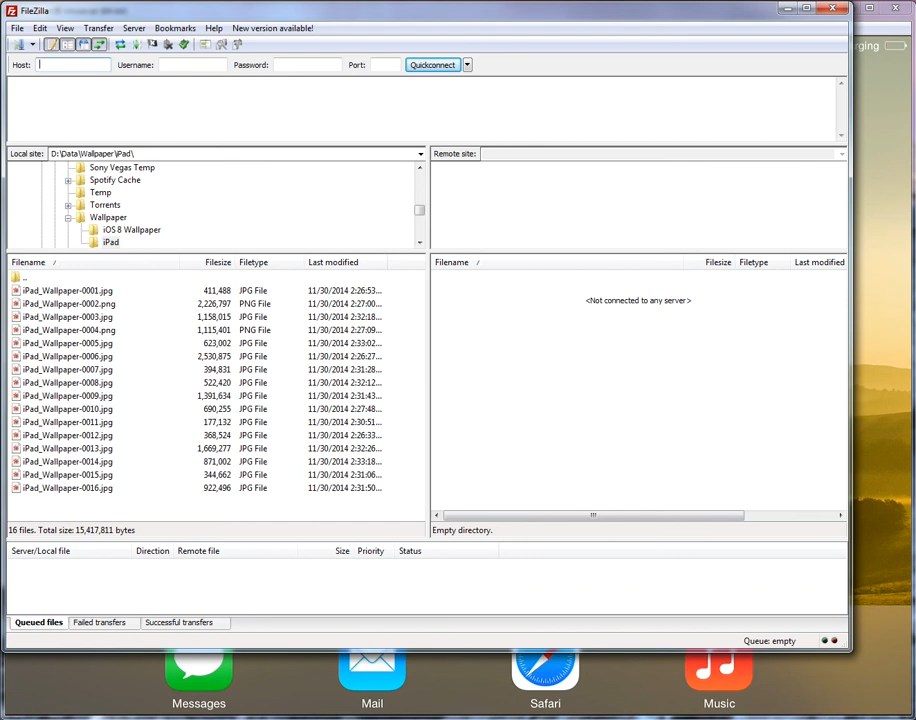 FileZilla
File Edit View Transfer Server Bookmarks Help New version available!
Host: Username: Password: Port: Quickconnect
Local site: D:\Data\Wallpaper\iPad\
Sony Vegas Temp
Spotify Cache
Temp
Torrents
Wallpaper
iOS 8 Wallpaper
iPad
Filename / Filesize Filetype Last modified
..
iPad_Wallpaper-0001.jpg 411,488 JPG File 11/30/2014 2:26:53...
iPad_Wallpaper-0002.png 2,226,797 PNG File 11/30/2014 2:27:00...
iPad_Wallpaper-0003.jpg 1,158,015 JPG File 11/30/2014 2:32:18...
iPad_Wallpaper-0004.png 1,115,401 PNG File 11/30/2014 2:27:09...
iPad_Wallpaper-0005.jpg 623,002 JPG File 11/30/2014 2:33:02...
iPad_Wallpaper-0006.jpg 2,530,875 JPG File 11/30/2014 2:26:27...
iPad_Wallpaper-0007.jpg 394,831 JPG File 11/30/2014 2:31:28...
iPad_Wallpaper-0008.jpg 522,420 JPG File 11/30/2014 2:32:12...
iPad_Wallpaper-0009.jpg 1,391,634 JPG File 11/30/2014 2:31:43...
iPad_Wallpaper-0010.jpg 690,255 JPG File 11/30/2014 2:27:48...
iPad_Wallpaper-0011.jpg 177,132 JPG File 11/30/2014 2:30:51...
iPad_Wallpaper-0012.jpg 368,524 JPG File 11/30/2014 2:26:33...
iPad_Wallpaper-0013.jpg 1,669,277 JPG File 11/30/2014 2:32:26...
iPad_Wallpaper-0014.jpg 871,002 JPG File 11/30/2014 2:33:18...
iPad_Wallpaper-0015.jpg 344,662 JPG File 11/30/2014 2:31:06...
iPad_Wallpaper-0016.jpg 922,496 JPG File 11/30/2014 2:31:50...
16 files. Total size: 15,417,811 bytes
Remote site:
Filename / Filesize Filetype Last modified
<Not connected to any server>
Empty directory.
Server/Local file Direction Remote file Size Priority Status
Queued files Failed transfers Successful transfers
Queue: empty
Messages Mail Safari Music